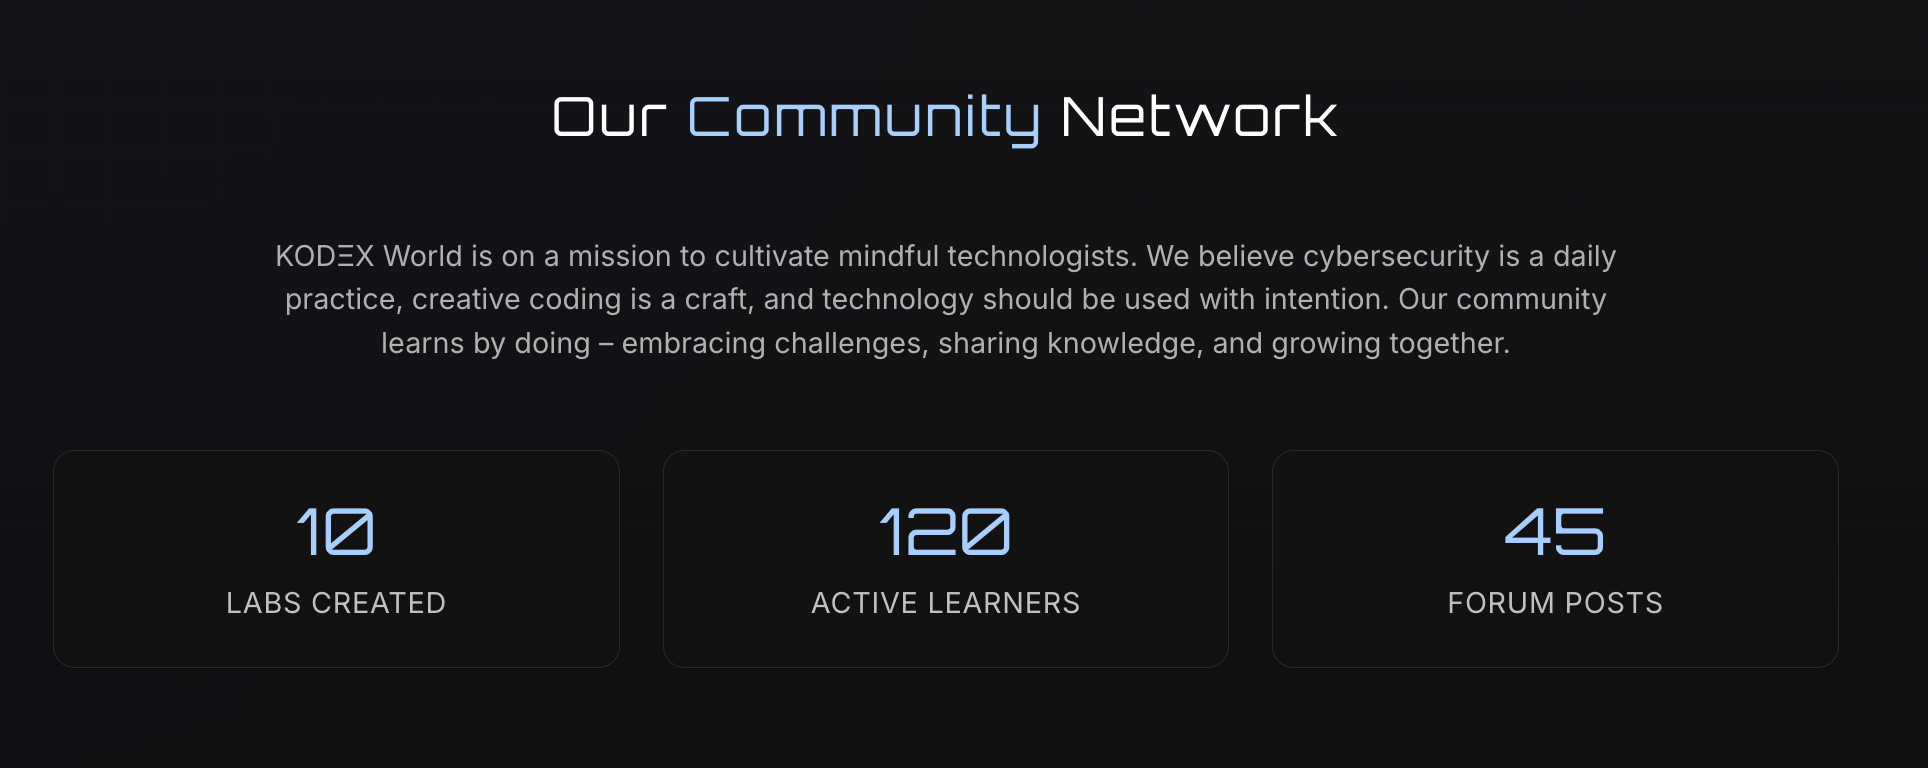 Our Community Network
KODΞX World is on a mission to cultivate mindful technologists. We believe cybersecurity is a daily
practice, creative coding is a craft, and technology should be used with intention. Our community
learns by doing – embracing challenges, sharing knowledge, and growing together.
10
LABS CREATED
120
ACTIVE LEARNERS
45
FORUM POSTS